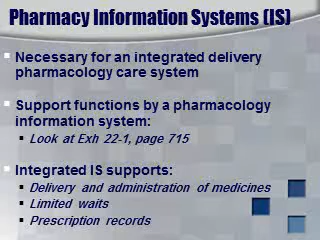 Pharmacy Information Systems (IS)
Necessary for an integrated delivery
pharmacology care system
Support functions by a pharmacology
information system:
Look at Exh 22-1, page 715
Integrated IS supports:
Delivery and administration of medicines
Limited waits
Prescription records